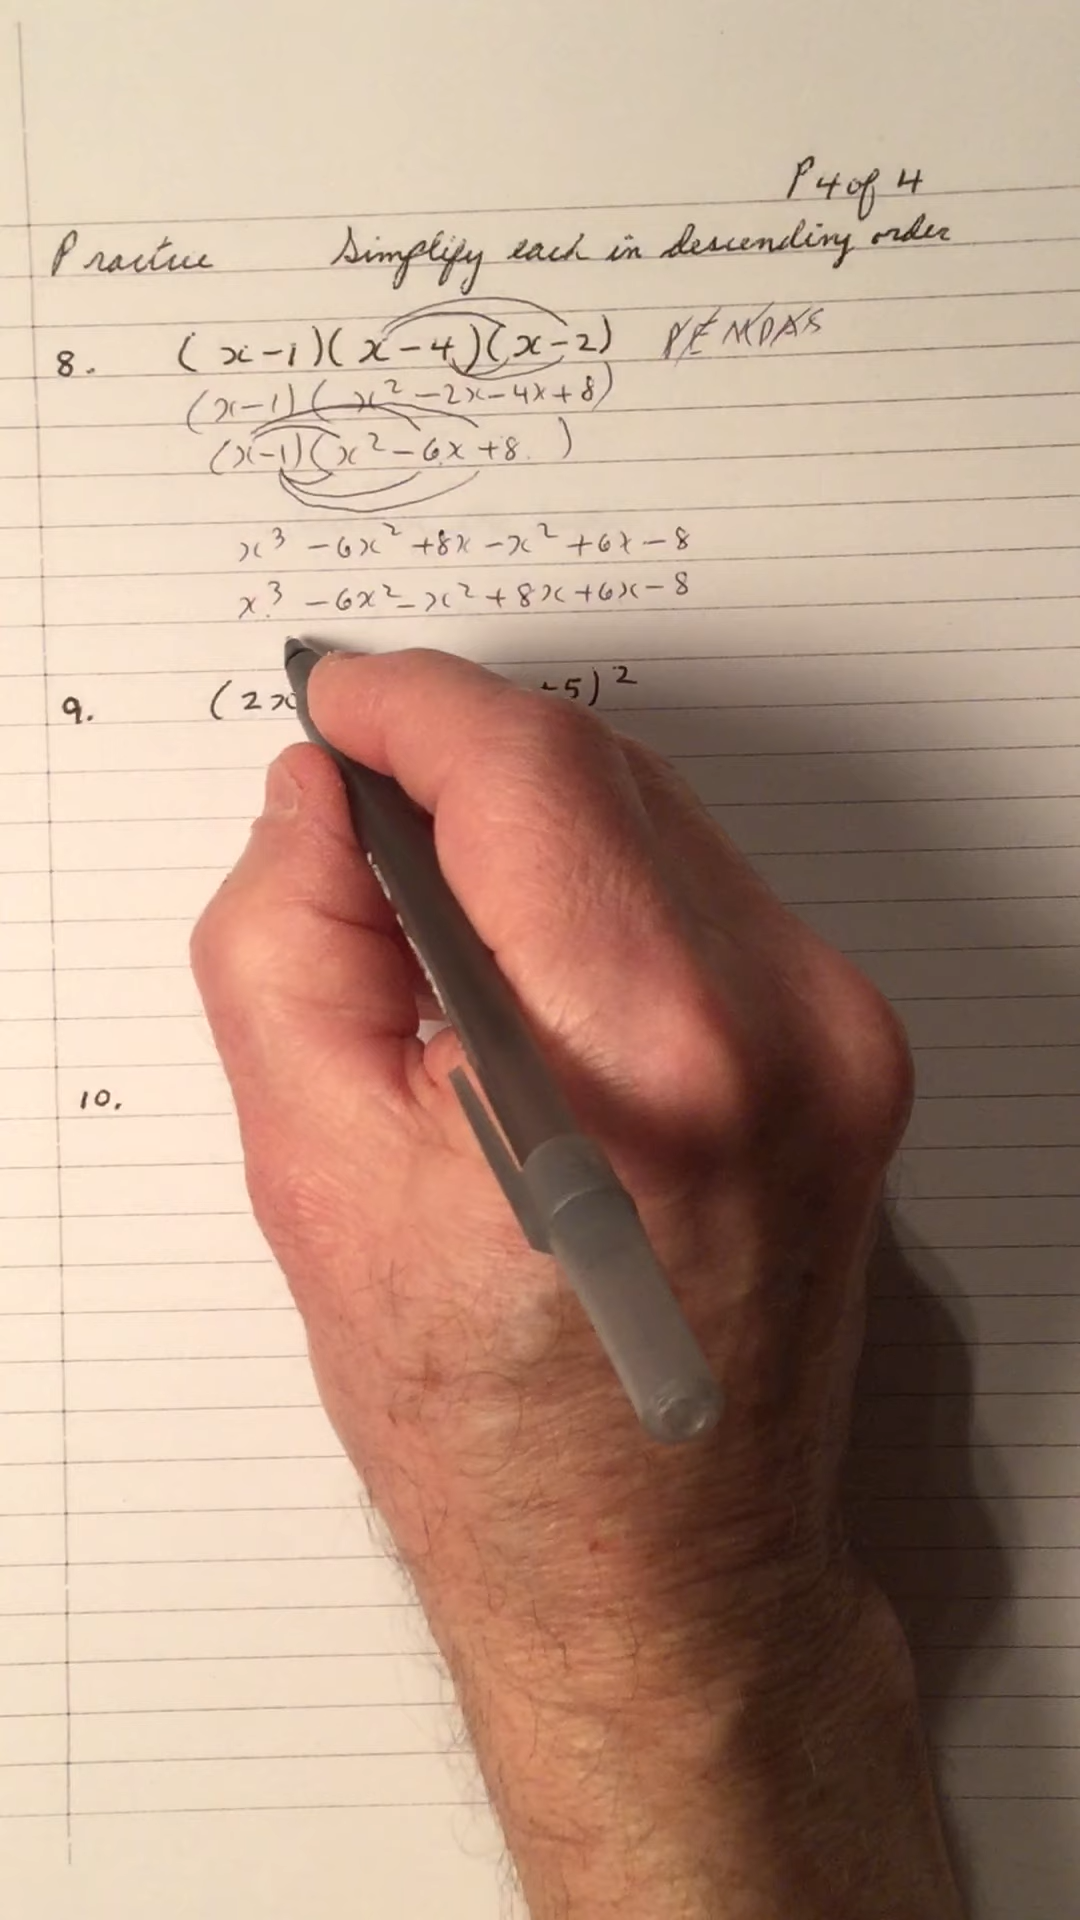 P 4 of 4
Practice Simplify each in descending order
8. (x-1)(x-4)(x-2) PEMDAS
(x-1)(x²-2x-4x+8)
(x-1)(x²-6x+8)
x³-6x²+8x-x²+6x-8
x³-6x²-x²+8x+6x-8
9. (2x +5)²
10.